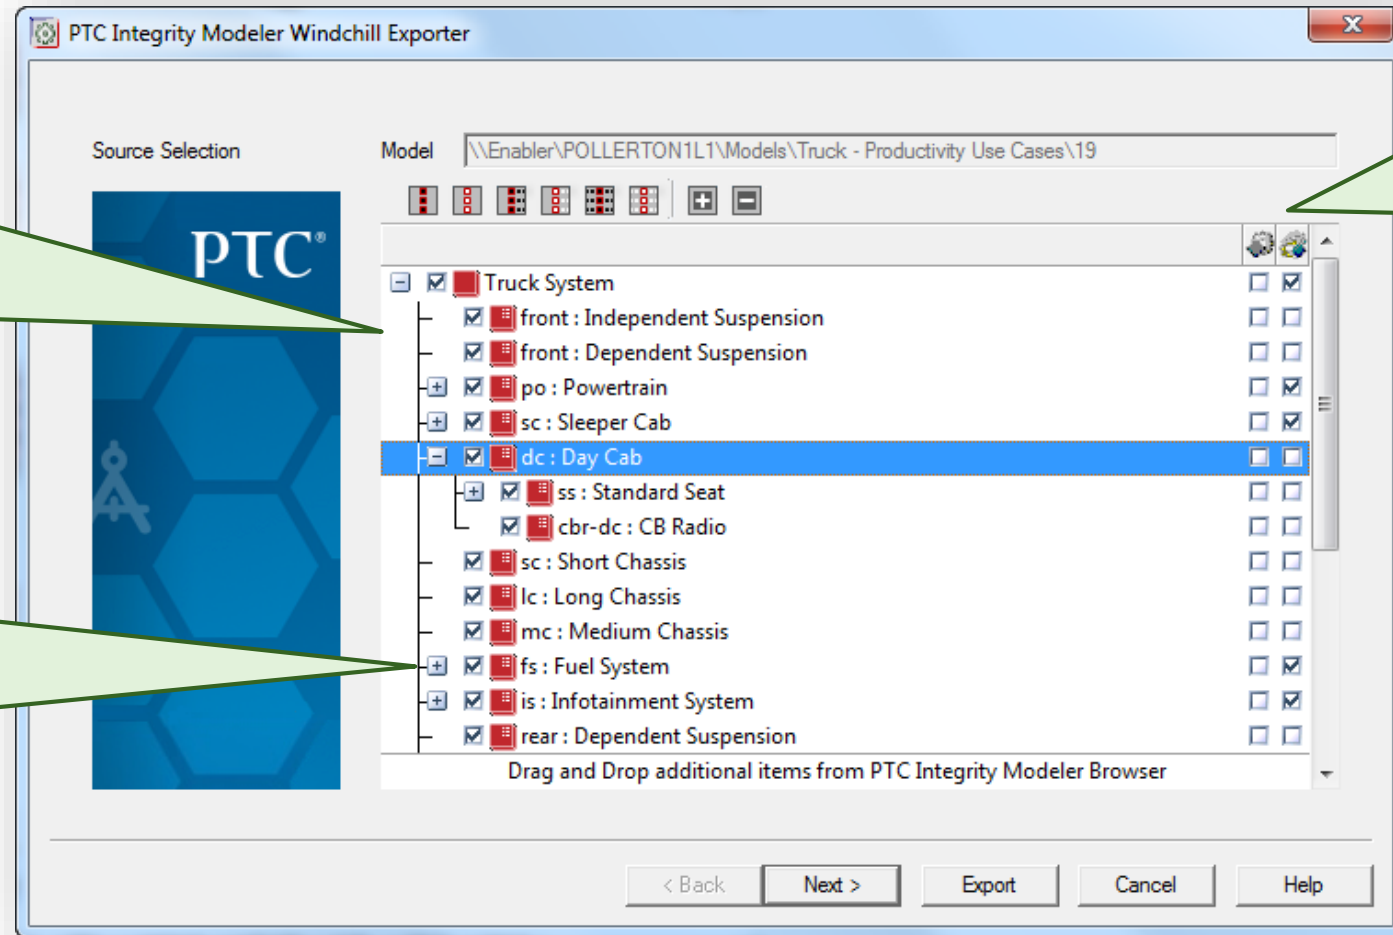 PTC Integrity Modeler Windchill Exporter
Source Selection
Model \\Enabler\POLLERTON1L1\Models\Truck - Productivity Use Cases\19
PTC®
Truck System
front : Independent Suspension
front : Dependent Suspension
po : Powertrain
sc : Sleeper Cab
dc : Day Cab
ss : Standard Seat
cbr-dc : CB Radio
sc : Short Chassis
lc : Long Chassis
mc : Medium Chassis
fs : Fuel System
is : Infotainment System
rear : Dependent Suspension
Drag and Drop additional items from PTC Integrity Modeler Browser
< Back Next > Export Cancel Help